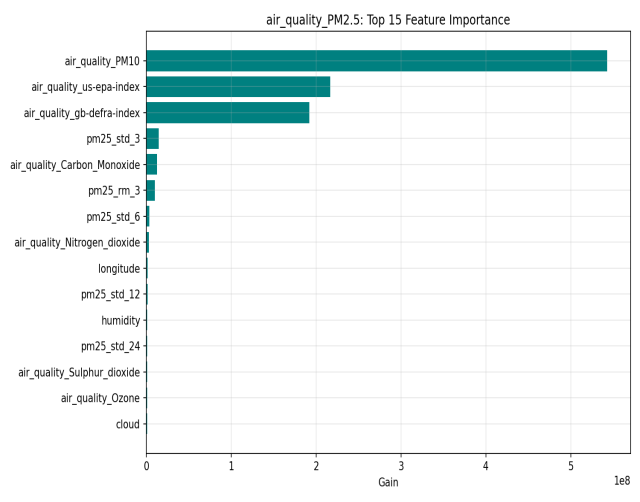 air_quality_PM2.5: Top 15 Feature Importance
air_quality_PM10
air_quality_us-epa-index
air_quality_gb-defra-index
pm25_std_3
air_quality_Carbon_Monoxide
pm25_rm_3
pm25_std_6
air_quality_Nitrogen_dioxide
longitude
pm25_std_12
humidity
pm25_std_24
air_quality_Sulphur_dioxide
air_quality_Ozone
cloud
0 1 2 3 4 5
Gain
1e8